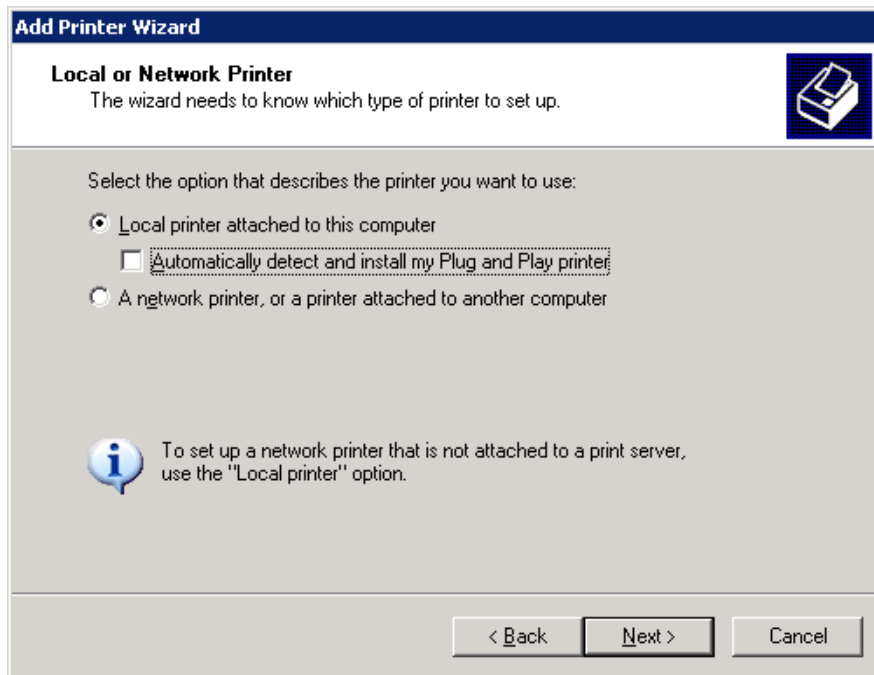 Add Printer Wizard
Local or Network Printer
The wizard needs to know which type of printer to set up.
Select the option that describes the printer you want to use:
Local printer attached to this computer
Automatically detect and install my Plug and Play printer
A network printer, or a printer attached to another computer
To set up a network printer that is not attached to a print server,
use the "Local printer" option.
< Back
Next >
Cancel